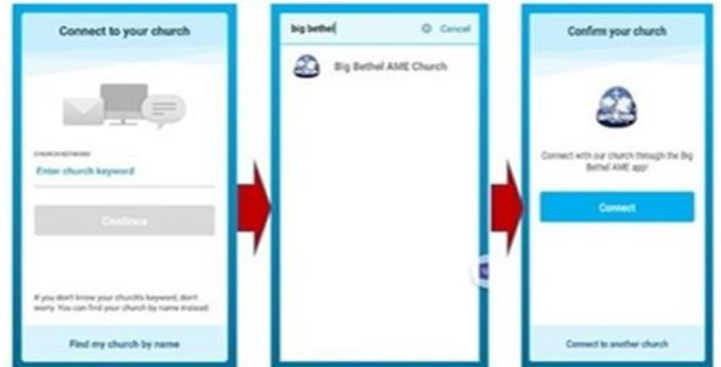 Connect to your church
CHURCH KEYWORD
Enter church keyword
Continue
If you don't know your church's keyword, don't
worry. You can find your church by name instead.
Find my church by name
big bethel
Cancel
Big Bethel AME Church
Confirm your church
Connect with our church through the Big
Bethel AME app!
Connect
Connect to another church